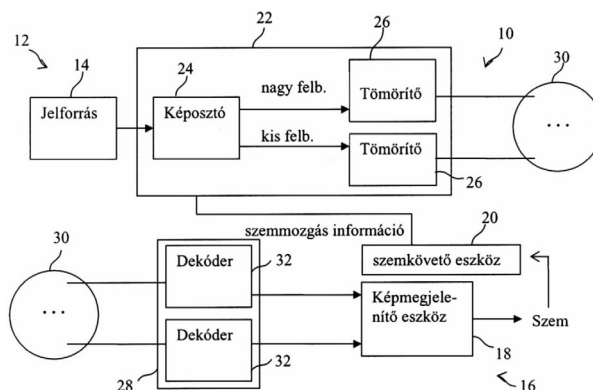 22
12
26
10
14
24
30
nagy felb.
Tömörítő
Jelforrás
Képosztó
...
kis felb.
Tömörítő
26
20
szemmozgás információ
30
32
szemkövető eszköz
Dekóder
Képmegjele-
nítő eszköz
...
Szem
Dekóder
18
28
32
16